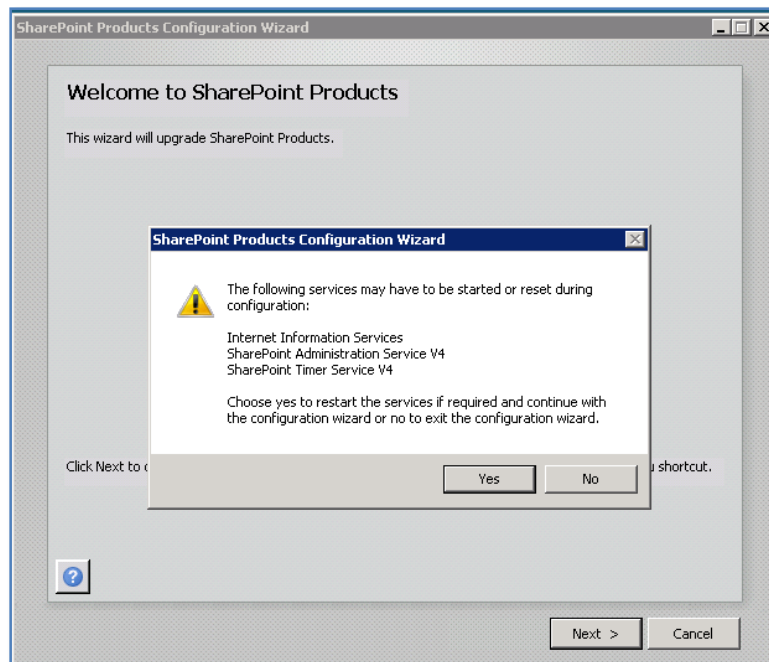 SharePoint Products Configuration Wizard
Welcome to SharePoint Products
This wizard will upgrade SharePoint Products.
SharePoint Products Configuration Wizard
The following services may have to be started or reset during
configuration:
Internet Information Services
SharePoint Administration Service V4
SharePoint Timer Service V4
Choose yes to restart the services if required and continue with
the configuration wizard or no to exit the configuration wizard.
Click Next to shortcut.
Yes No
?
Next > Cancel